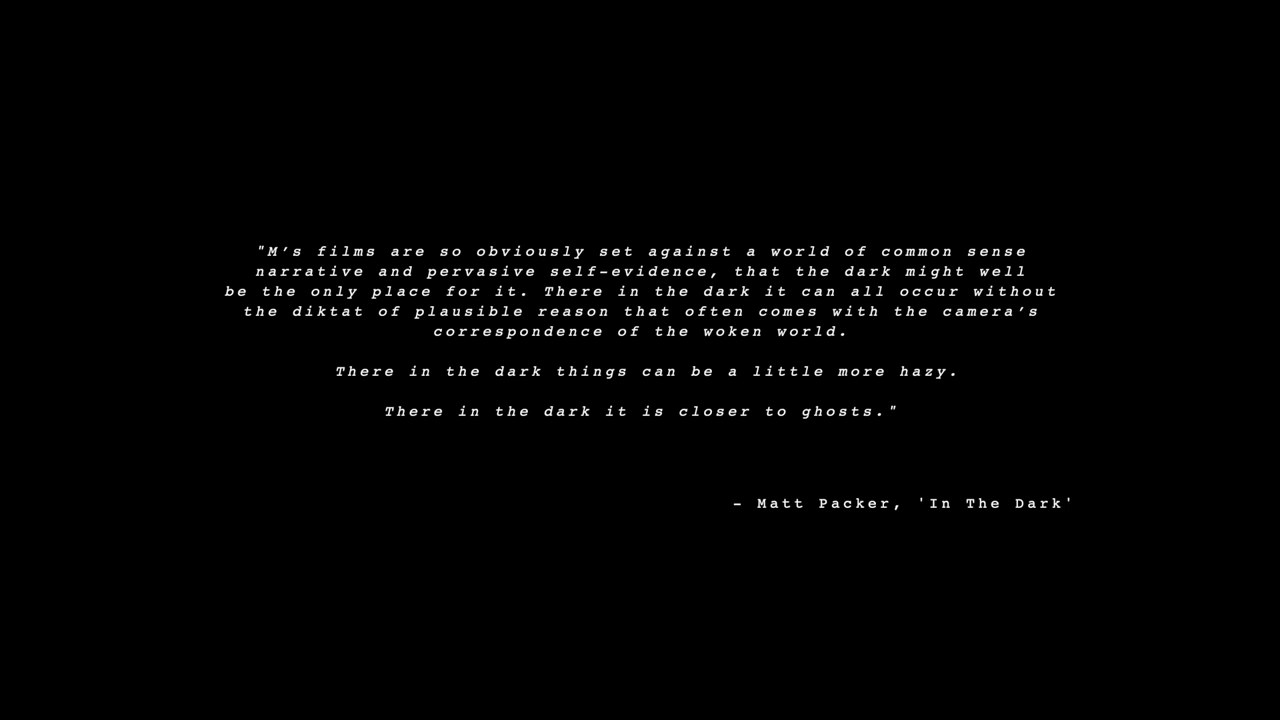 "M’s films are so obviously set against a world of common sense
narrative and pervasive self-evidence, that the dark might well
be the only place for it. There in the dark it can all occur without
the diktat of plausible reason that often comes with the camera’s
correspondence of the woken world.
There in the dark things can be a little more hazy.
There in the dark it is closer to ghosts."
- Matt Packer, 'In The Dark'